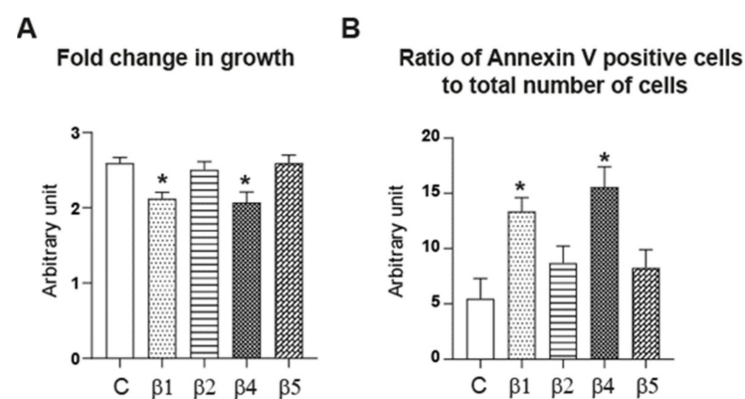 A
Fold change in growth
Arbitrary unit
3
2
1
0
*
*
C β1 β2 β4 β5
B
Ratio of Annexin V positive cells
to total number of cells
Arbitrary unit
20
15
10
5
0
*
*
C β1 β2 β4 β5